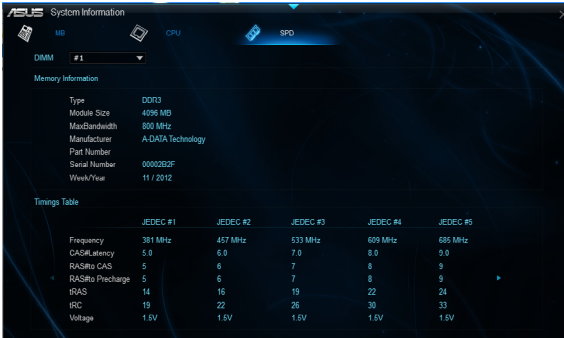 ASUS System Information
MB CPU SPD
DIMM #1
Memory Information
Type DDR3
Module Size 4096 MB
MaxBandwidth 800 MHz
Manufacturer A-DATA Technology
Part Number
Serial Number 00002B2F
Week/Year 11 / 2012
Timings Table
JEDEC #1 JEDEC #2 JEDEC #3 JEDEC #4 JEDEC #5
Frequency 381 MHz 457 MHz 533 MHz 609 MHz 685 MHz
CAS#Latency 5.0 6.0 7.0 8.0 9.0
RAS#to CAS 5 6 7 8 9
RAS#to Precharge 5 6 7 8 9
tRAS 14 16 19 22 24
tRC 19 22 26 30 33
Voltage 1.5V 1.5V 1.5V 1.5V 1.5V